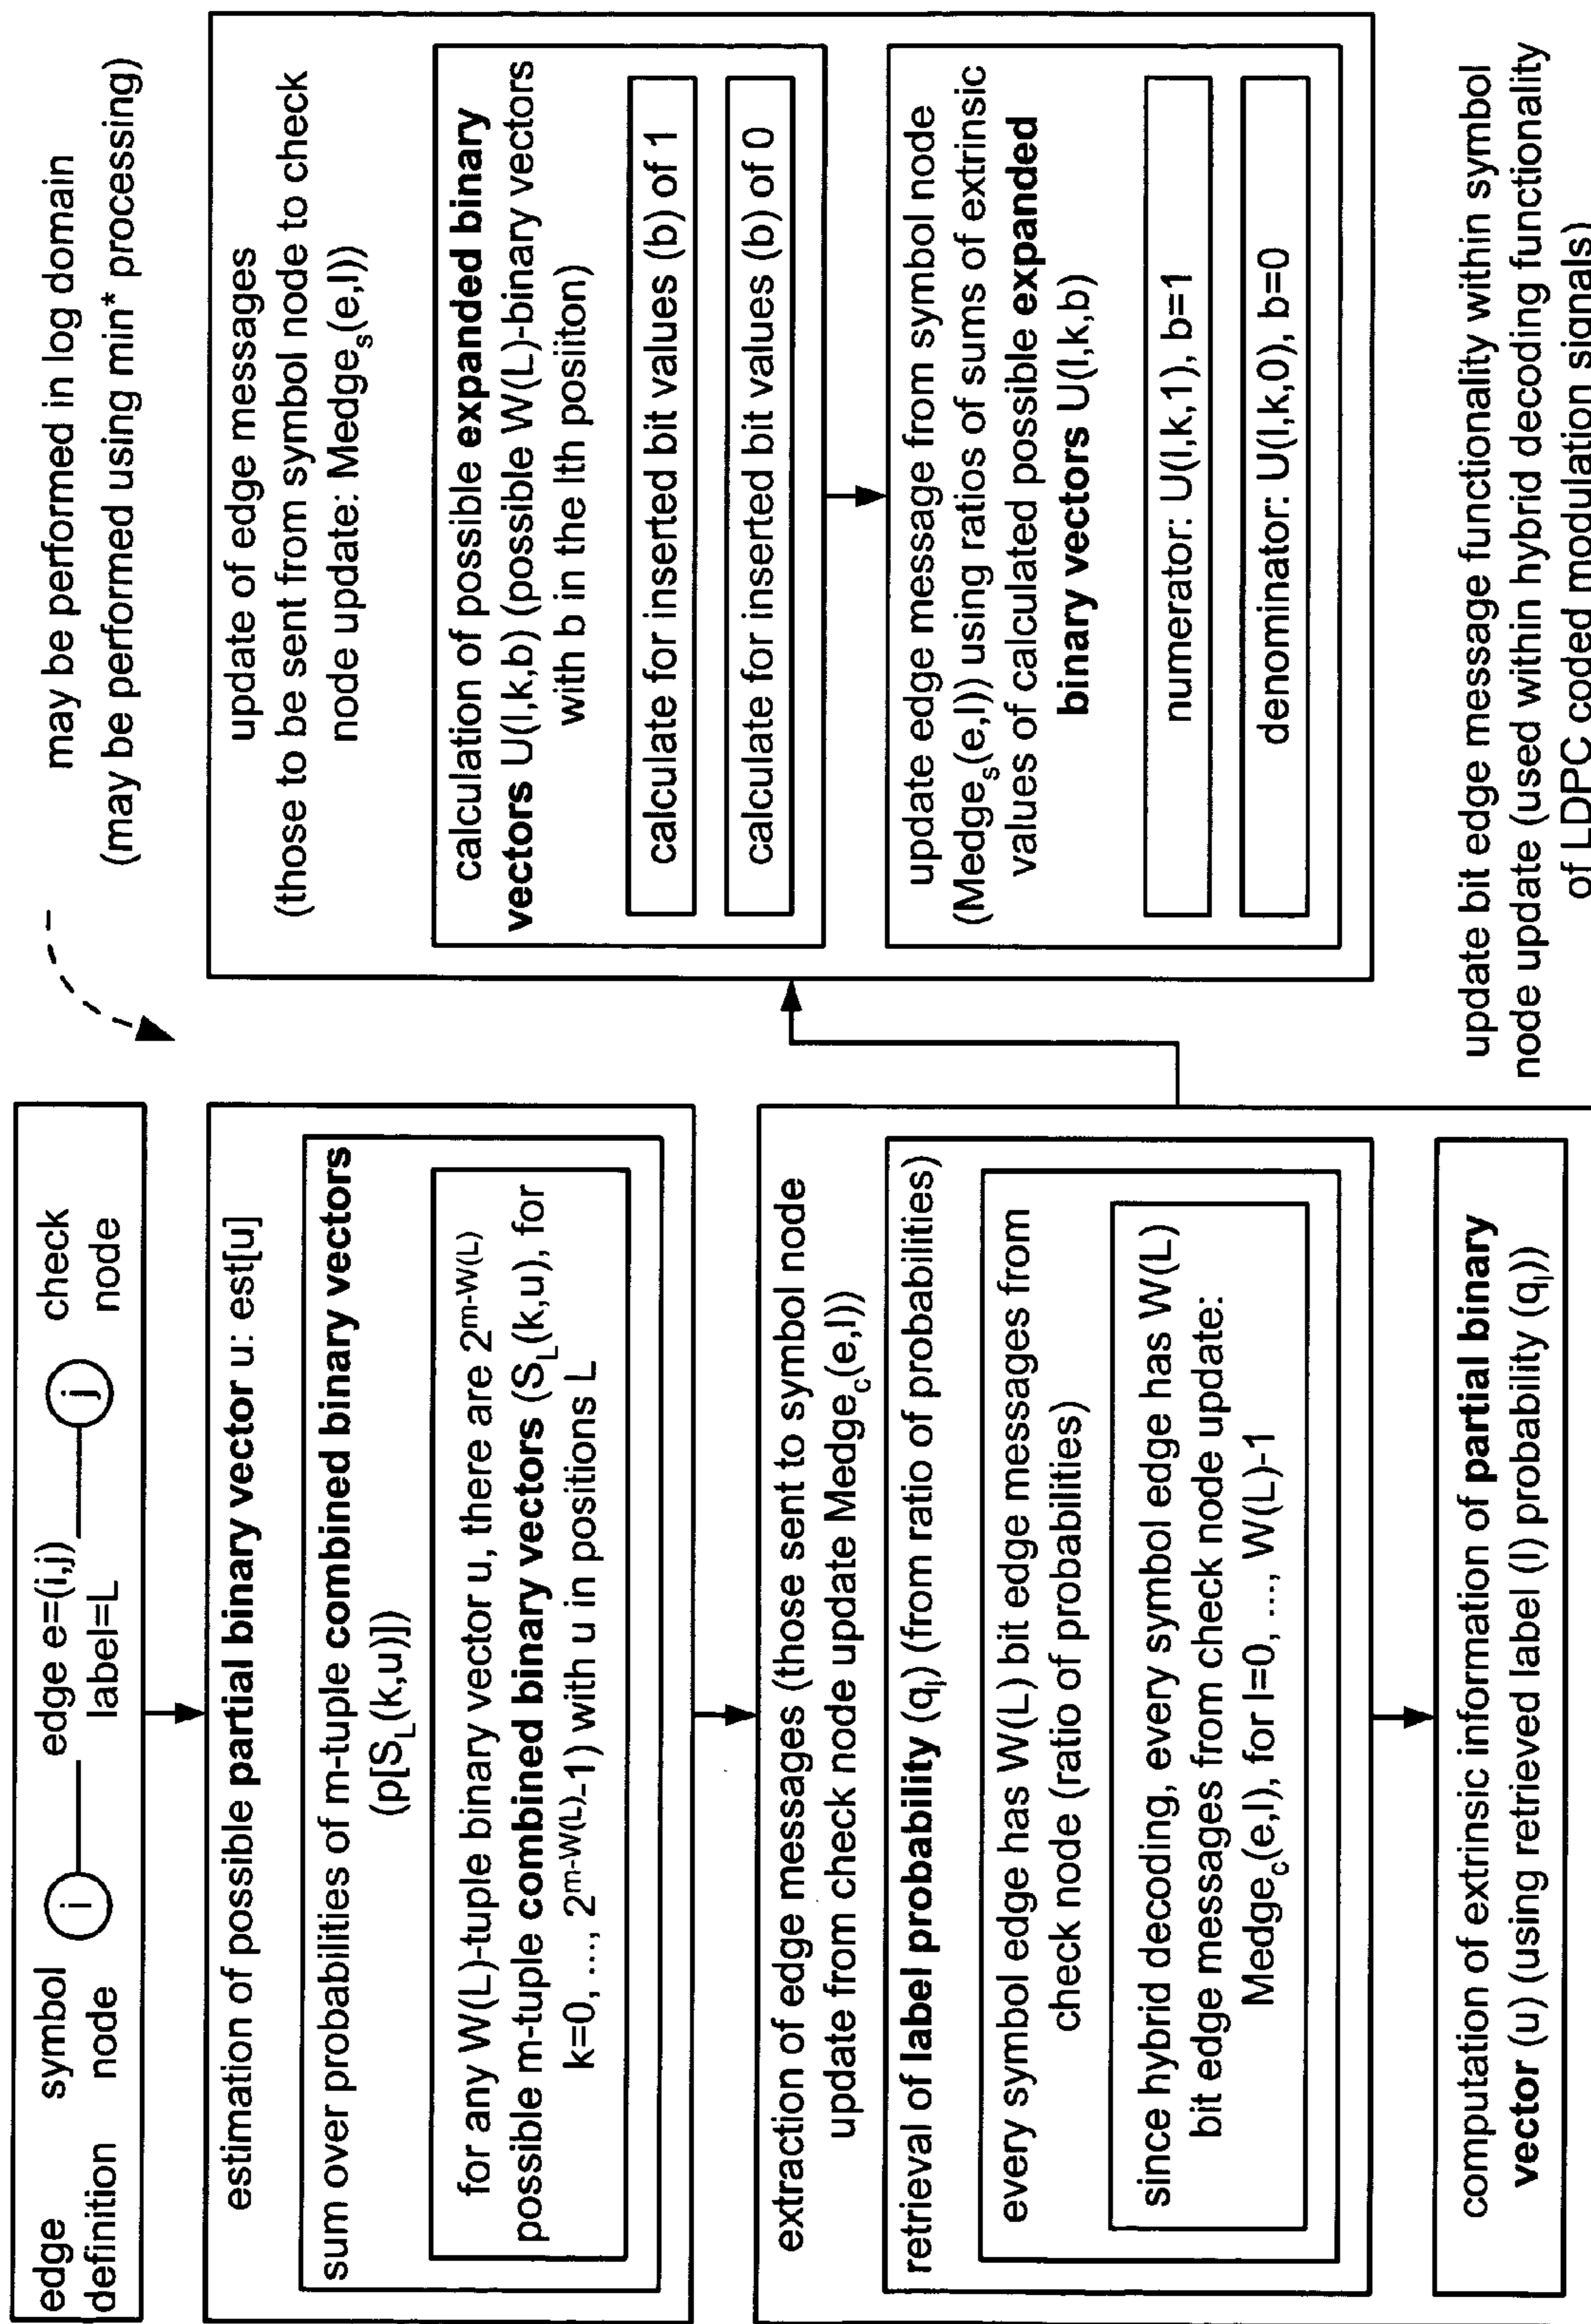 edge definition
symbol node
i
edge e=(i,j)
label=L
j
check node
estimation of possible partial binary vector u: est[u]
sum over probabilities of m-tuple combined binary vectors
(p[S_L(k,u)])
for any W(L)-tuple binary vector u, there are 2^{m-W(L)}
possible m-tuple combined binary vectors (S_L(k,u), for
k=0, ..., 2^{m-W(L)}-1) with u in positions L
extraction of edge messages (those sent to symbol node
update from check node update Medge_c(e,l))
retrieval of label probability (q_l) (from ratio of probabilities)
every symbol edge has W(L) bit edge messages from
check node (ratio of probabilities)
since hybrid decoding, every symbol edge has W(L)
bit edge messages from check node update:
Medge_c(e,l), for l=0, ..., W(L)-1
computation of extrinsic information of partial binary
vector (u) (using retrieved label (l) probability (q_l))
may be performed in log domain
(may be performed using min* processing)
update of edge messages
(those to be sent from symbol node to check
node update: Medge_s(e,l))
calculation of possible expanded binary
vectors U(l,k,b) (possible W(L)-binary vectors
with b in the lth posiiton)
calculate for inserted bit values (b) of 1
calculate for inserted bit values (b) of 0
update edge message from symbol node
(Medge_s(e,l)) using ratios of sums of extrinsic
values of calculated possible expanded
binary vectors U(l,k,b)
numerator: U(l,k,1), b=1
denominator: U(l,k,0), b=0
update bit edge message functionality within symbol
node update (used within hybrid decoding functionality
of LDPC coded modulation signals)